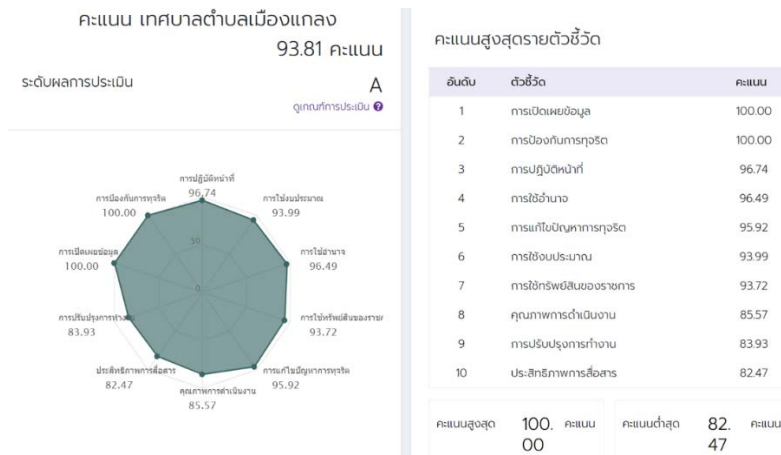 คะแนน เทศบาลตำบลเมืองแกลง
93.81 คะแนน
ระดับผลการประเมิน A
ดูเกณฑ์การประเมิน
การปฏิบัติหน้าที่
96.74
การป้องกันการทุจริต
100.00
การใช้งบประมาณ
93.99
50
การเปิดเผยข้อมูล
100.00
การใช้อำนาจ
96.49
0
การปรับปรุงการทำงาน
83.93
การใช้ทรัพย์สินของราชก
93.72
ประสิทธิภาพการสื่อสาร
82.47
การแก้ไขปัญหาการทุจริต
95.92
คุณภาพการดำเนินงาน
85.57
คะแนนสูงสุดรายตัวชี้วัด
อันดับ ตัวชี้วัด คะแนน
1 การเปิดเผยข้อมูล 100.00
2 การป้องกันการทุจริต 100.00
3 การปฏิบัติหน้าที่ 96.74
4 การใช้อำนาจ 96.49
5 การแก้ไขปัญหาการทุจริต 95.92
6 การใช้งบประมาณ 93.99
7 การใช้ทรัพย์สินของราชการ 93.72
8 คุณภาพการดำเนินงาน 85.57
9 การปรับปรุงการทำงาน 83.93
10 ประสิทธิภาพการสื่อสาร 82.47
คะแนนสูงสุด 100. คะแนน คะแนนต่ำสุด 82. คะแนน
00 47